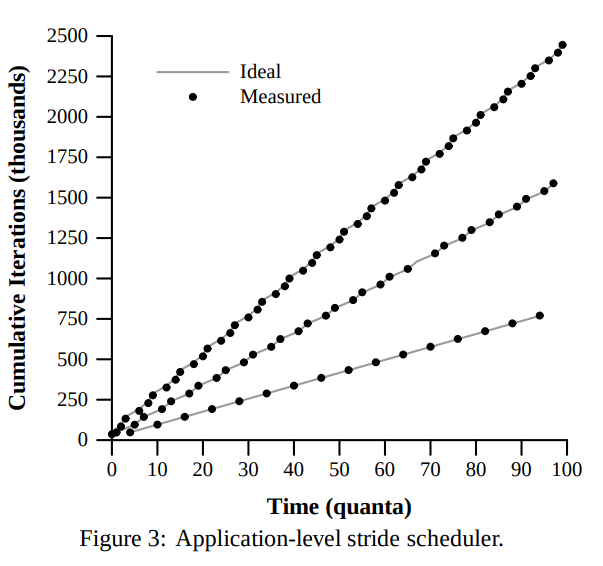 2500
2250
2000
1750
1500
1250
1000
750
500
250
0
Cumulative Iterations (thousands)
Ideal
Measured
0 10 20 30 40 50 60 70 80 90 100
Time (quanta)
Figure 3: Application-level stride scheduler.